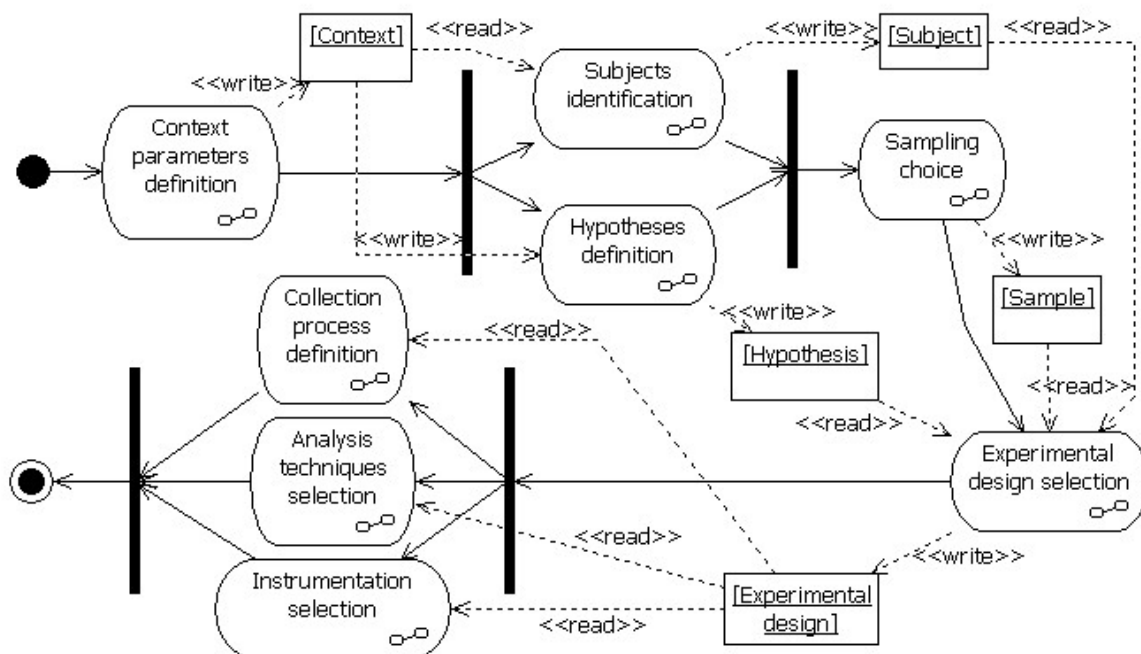 [Context]
<<read>>
<<write>>
[Subject]
<<read>>
<<write>
Subjects
identification
Context
parameters
definition
Sampling
choice
<<write>>
Hypotheses
definition
<<write>>
[Sample]
Collection
process
definition
<<read>>
<<write>>
[Hypothesis]
<<read>>
<<read>>
Analysis
techniques
selection
Experimental
design selection
<<read>>
<<write>>
Instrumentation
selection
[Experimental
design]
<<read>>